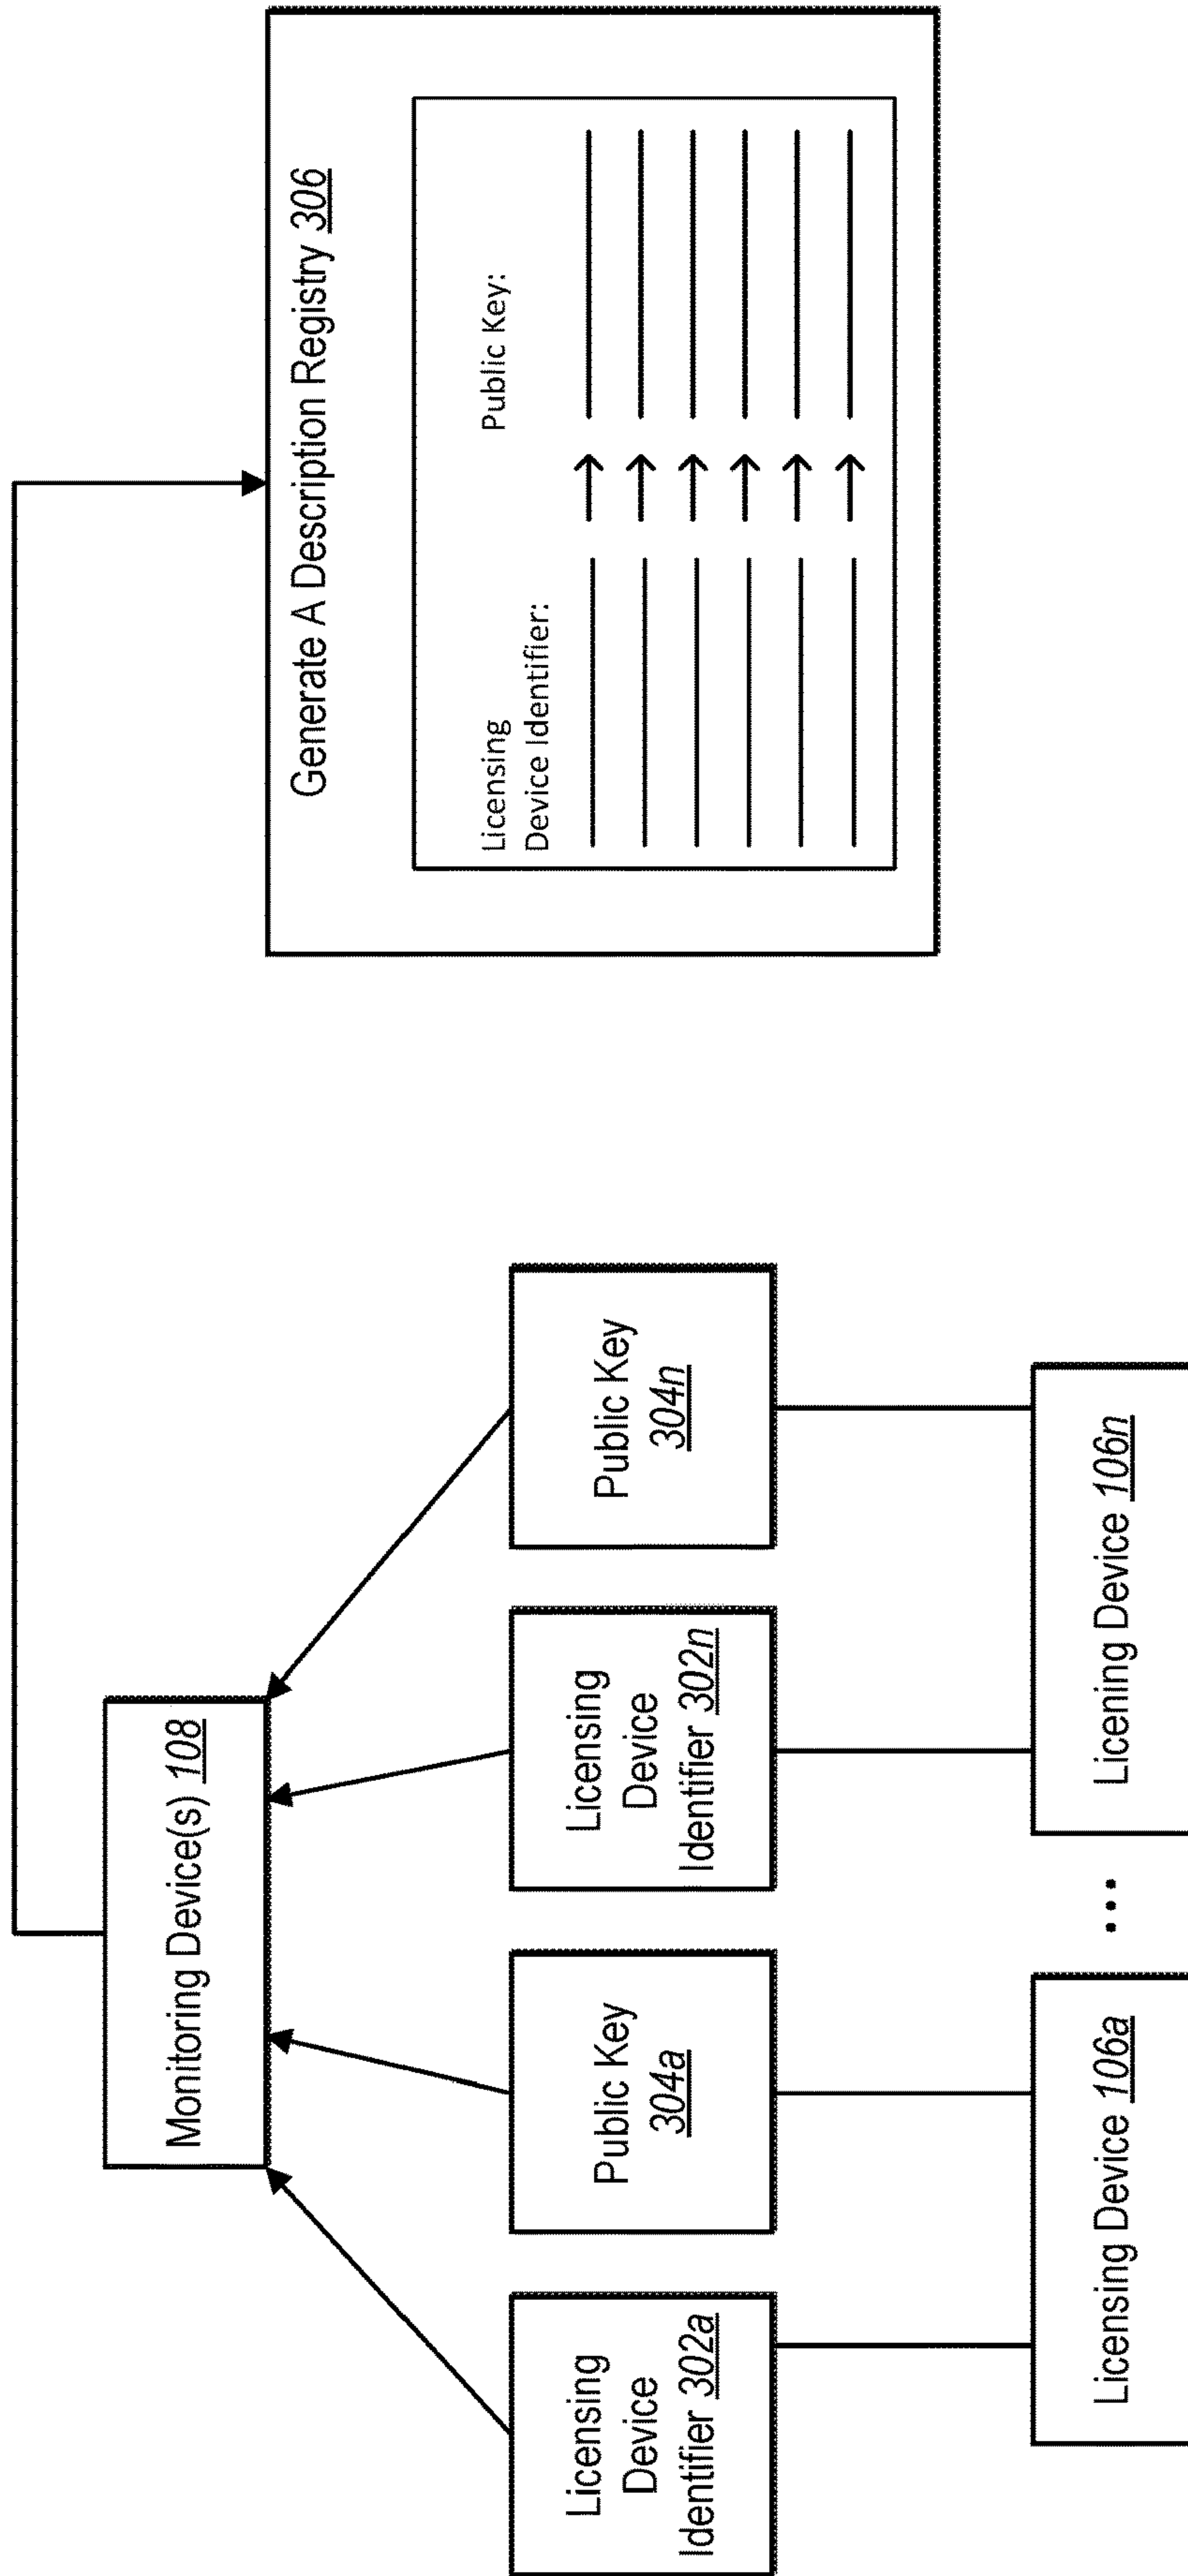 Monitoring Device(s) 108
Licensing
Device
Identifier 302a
Public Key
304a
Licensing
Device
Identifier 302n
Public Key
304n
Licensing Device 106a
...
Licening Device 106n
Generate A Description Registry 306
Licensing
Device Identifier:
Public Key: